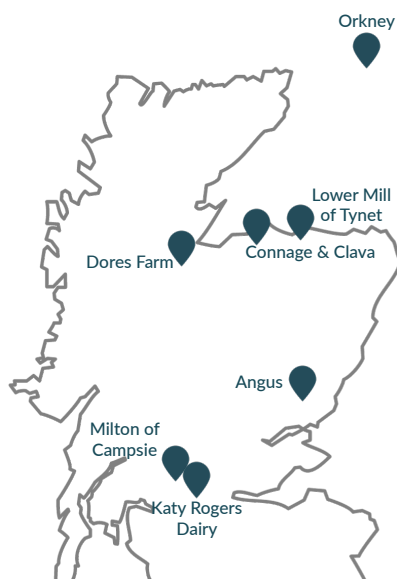 Orkney
Lower Mill
of Tynet
Connage & Clava
Dores Farm
Angus
Milton of
Campsie
Katy Rogers
Dairy